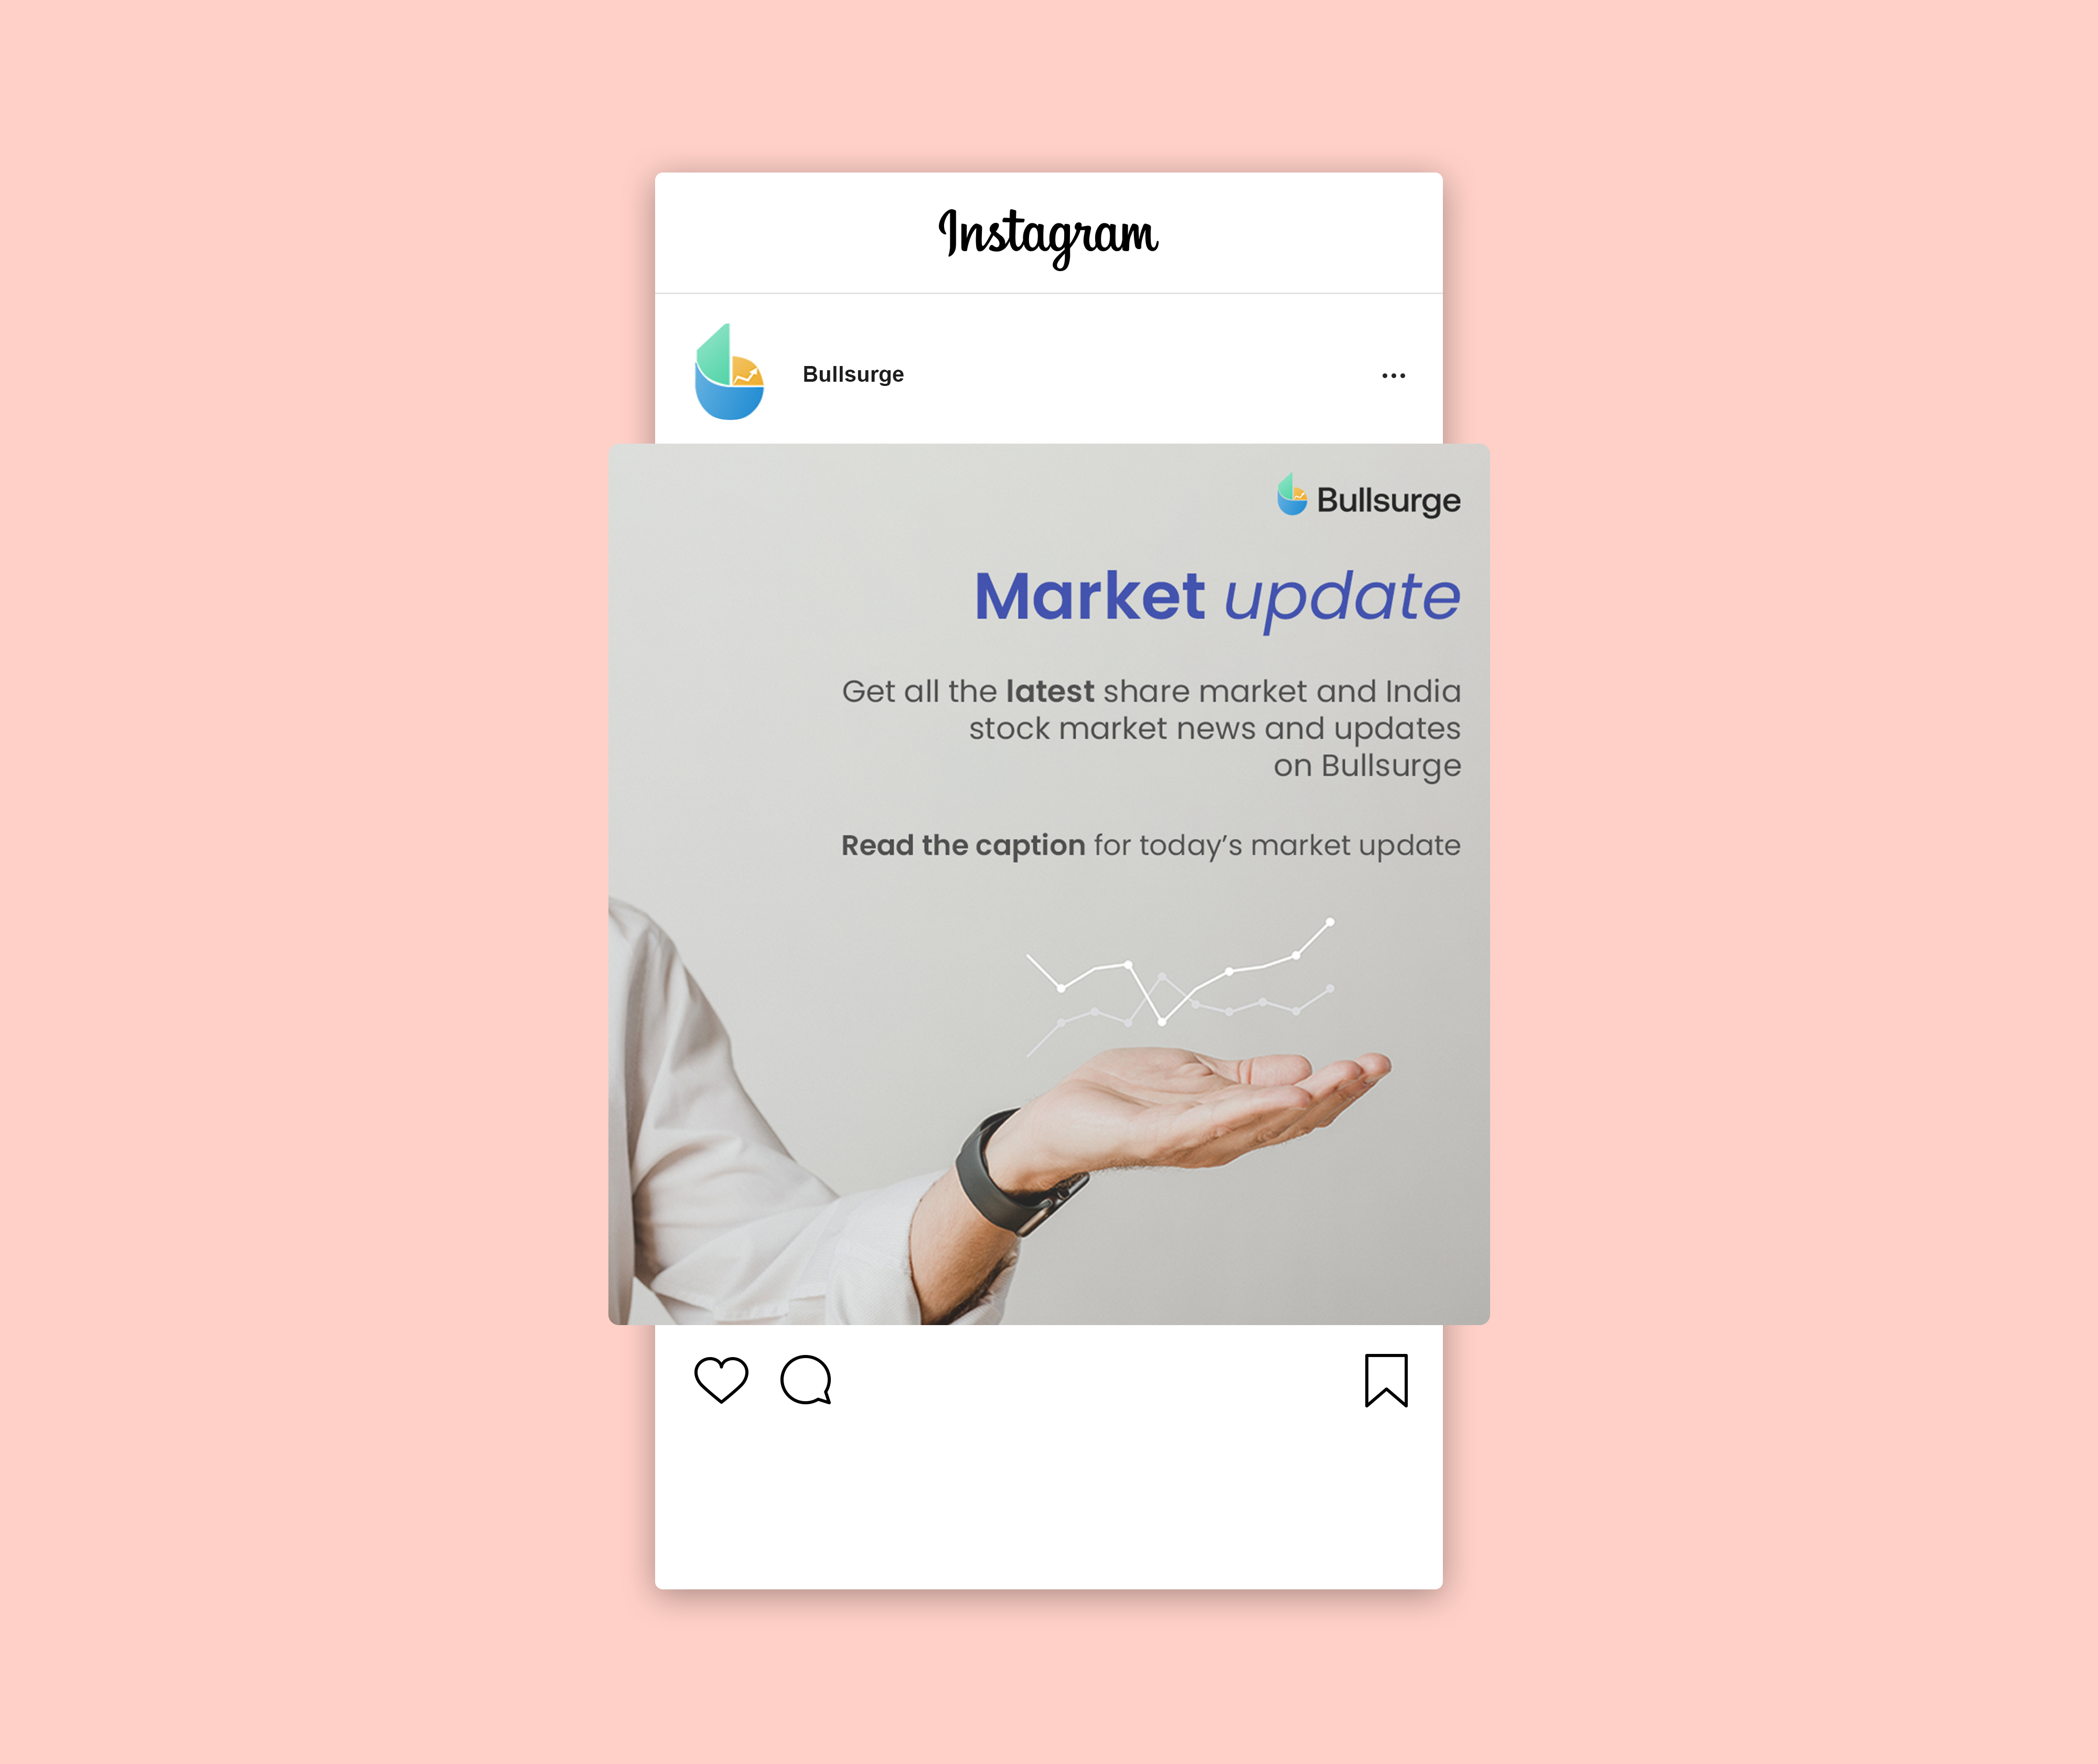 Instagram
Bullsurge
Bullsurge
Market update
Get all the latest share market and India
stock market news and updates
on Bullsurge
Read the caption for today’s market update